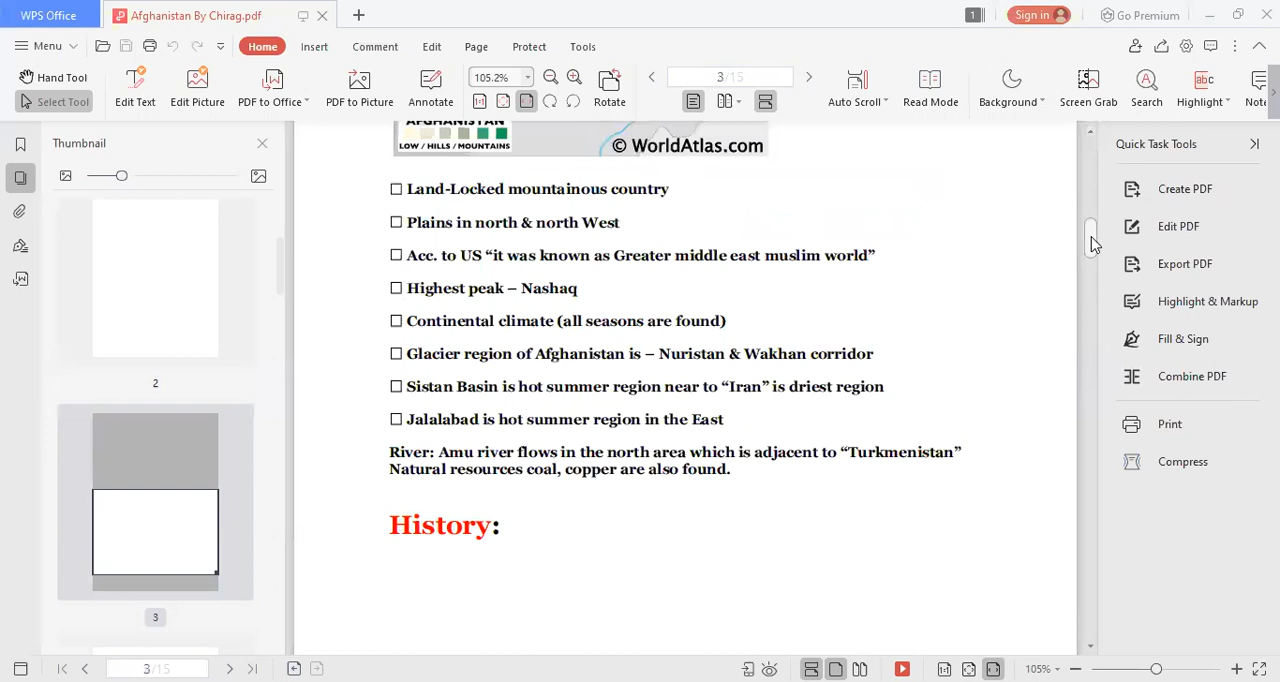 WPS Office
Afghanistan By Chirag.pdf
1
Sign in
Go Premium
Menu
Home
Insert
Comment
Edit
Page
Protect
Tools
Hand Tool
Select Tool
Edit Text
Edit Picture
PDF to Office
PDF to Picture
Annotate
105.2%
Rotate
3/15
Auto Scroll
Read Mode
Background
Screen Grab
Search
Highlight
Note
Thumbnail
2
3
AFGHANISTAN
LOW / HILLS / MOUNTAINS
© WorldAtlas.com
☐ Land-Locked mountainous country
☐ Plains in north & north West
☐ Acc. to US “it was known as Greater middle east muslim world”
☐ Highest peak – Nashaq
☐ Continental climate (all seasons are found)
☐ Glacier region of Afghanistan is – Nuristan & Wakhan corridor
☐ Sistan Basin is hot summer region near to “Iran” is driest region
☐ Jalalabad is hot summer region in the East
River: Amu river flows in the north area which is adjacent to “Turkmenistan”
Natural resources coal, copper are also found.
History:
Quick Task Tools
Create PDF
Edit PDF
Export PDF
Highlight & Markup
Fill & Sign
Combine PDF
Print
Compress
3/15
105%